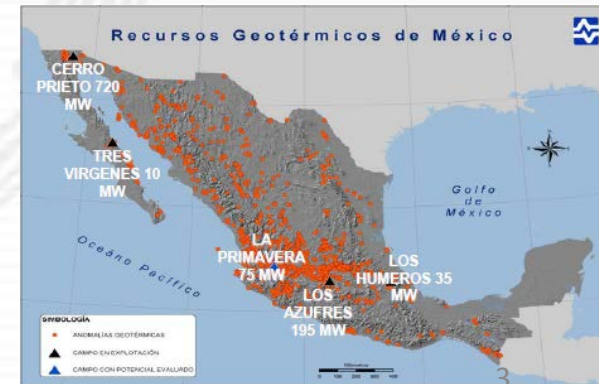 Recursos Geotérmicos de México
CERRO
PRIETO 720
MW
TRES
VIRGENES 10
MW
Golfo
de
México
Océano Pacífico
LA
PRIMAVERA
75 MW
LOS
HUMEROS 35
MW
LOS
AZUFRES
195 MW
SIMBOLOGÍA
ANOMALÍAS GEOTÉRMICAS
CAMPO EN EXPLOTACIÓN
CAMPO CON POTENCIAL EVALUADO
3